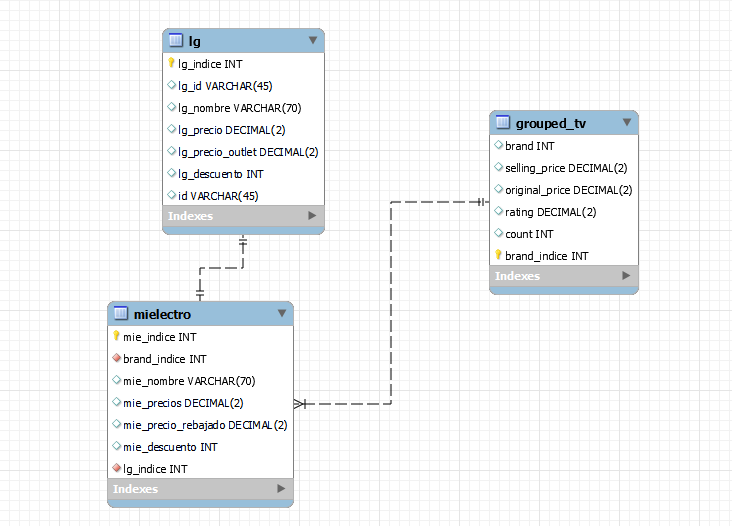 lg
lg_indice INT
lg_id VARCHAR(45)
lg_nombre VARCHAR(70)
lg_precio DECIMAL(2)
lg_precio_outlet DECIMAL(2)
lg_descuento INT
id VARCHAR(45)
Indexes
grouped_tv
brand INT
selling_price DECIMAL(2)
original_price DECIMAL(2)
rating DECIMAL(2)
count INT
brand_indice INT
Indexes
mielectro
mie_indice INT
brand_indice INT
mie_nombre VARCHAR(70)
mie_precios DECIMAL(2)
mie_precio_rebajado DECIMAL(2)
mie_descuento INT
lg_indice INT
Indexes